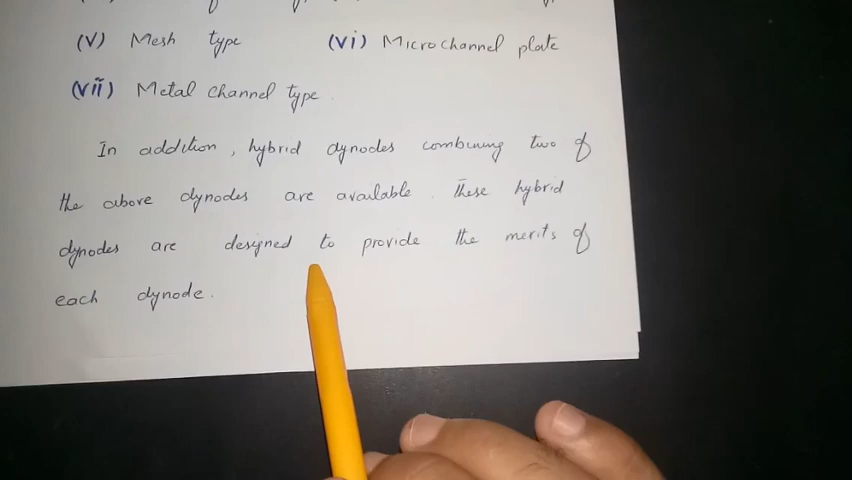 (V) Mesh type (vi) Microchannel plate
(vii) Metal channel type
In addition, hybrid dynodes combining two of
the above dynodes are available. These hybrid
dynodes are designed to provide the merits of
each dynode.